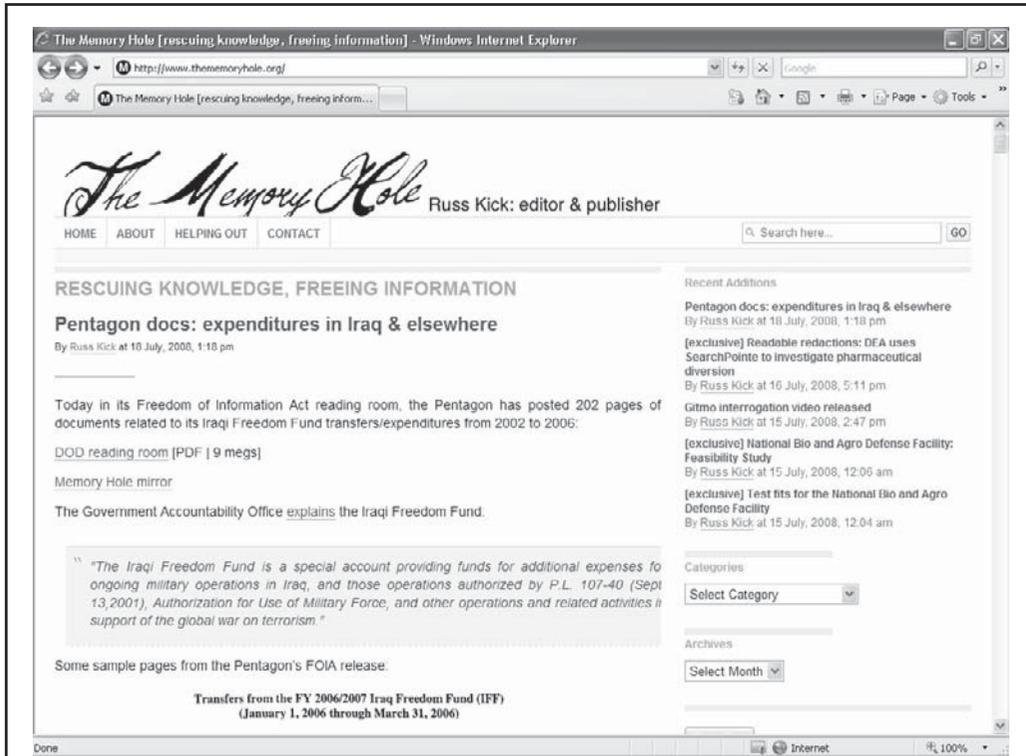 The Memory Hole [rescuing knowledge, freeing information] - Windows Internet Explorer
http://www.thememoryhole.org/
Google
The Memory Hole [rescuing knowledge, freeing inform...
Page
Tools
The Memory Hole Russ Kick: editor & publisher
HOME ABOUT HELPING OUT CONTACT
Search here... GO
RESCUING KNOWLEDGE, FREEING INFORMATION
Pentagon docs: expenditures in Iraq & elsewhere
By Russ Kick at 18 July, 2008, 1:18 pm
Today in its Freedom of Information Act reading room, the Pentagon has posted 202 pages of
documents related to its Iraqi Freedom Fund transfers/expenditures from 2002 to 2006:
DOD reading room [PDF | 9 megs]
Memory Hole mirror
The Government Accountability Office explains the Iraqi Freedom Fund:
"The Iraqi Freedom Fund is a special account providing funds for additional expenses fo
ongoing military operations in Iraq, and those operations authorized by P.L. 107-40 (Sept
13,2001), Authorization for Use of Military Force, and other operations and related activities i
support of the global war on terrorism."
Some sample pages from the Pentagon's FOIA release:
Transfers from the FY 2006/2007 Iraq Freedom Fund (IFF)
(January 1, 2006 through March 31, 2006)
Recent Additions
Pentagon docs: expenditures in Iraq & elsewhere
By Russ Kick at 18 July, 2008, 1:18 pm
[exclusive] Readable redactions: DEA uses
SearchPointe to investigate pharmaceutical
diversion
By Russ Kick at 16 July, 2008, 5:11 pm
Gitmo interrogation video released
By Russ Kick at 15 July, 2008, 2:47 pm
[exclusive] National Bio and Agro Defense Facility:
Feasibility Study
By Russ Kick at 15 July, 2008, 12:06 am
[exclusive] Test fits for the National Bio and Agro
Defense Facility
By Russ Kick at 15 July, 2008, 12:04 am
Categories
Select Category
Archives
Select Month
Done
Internet
100%